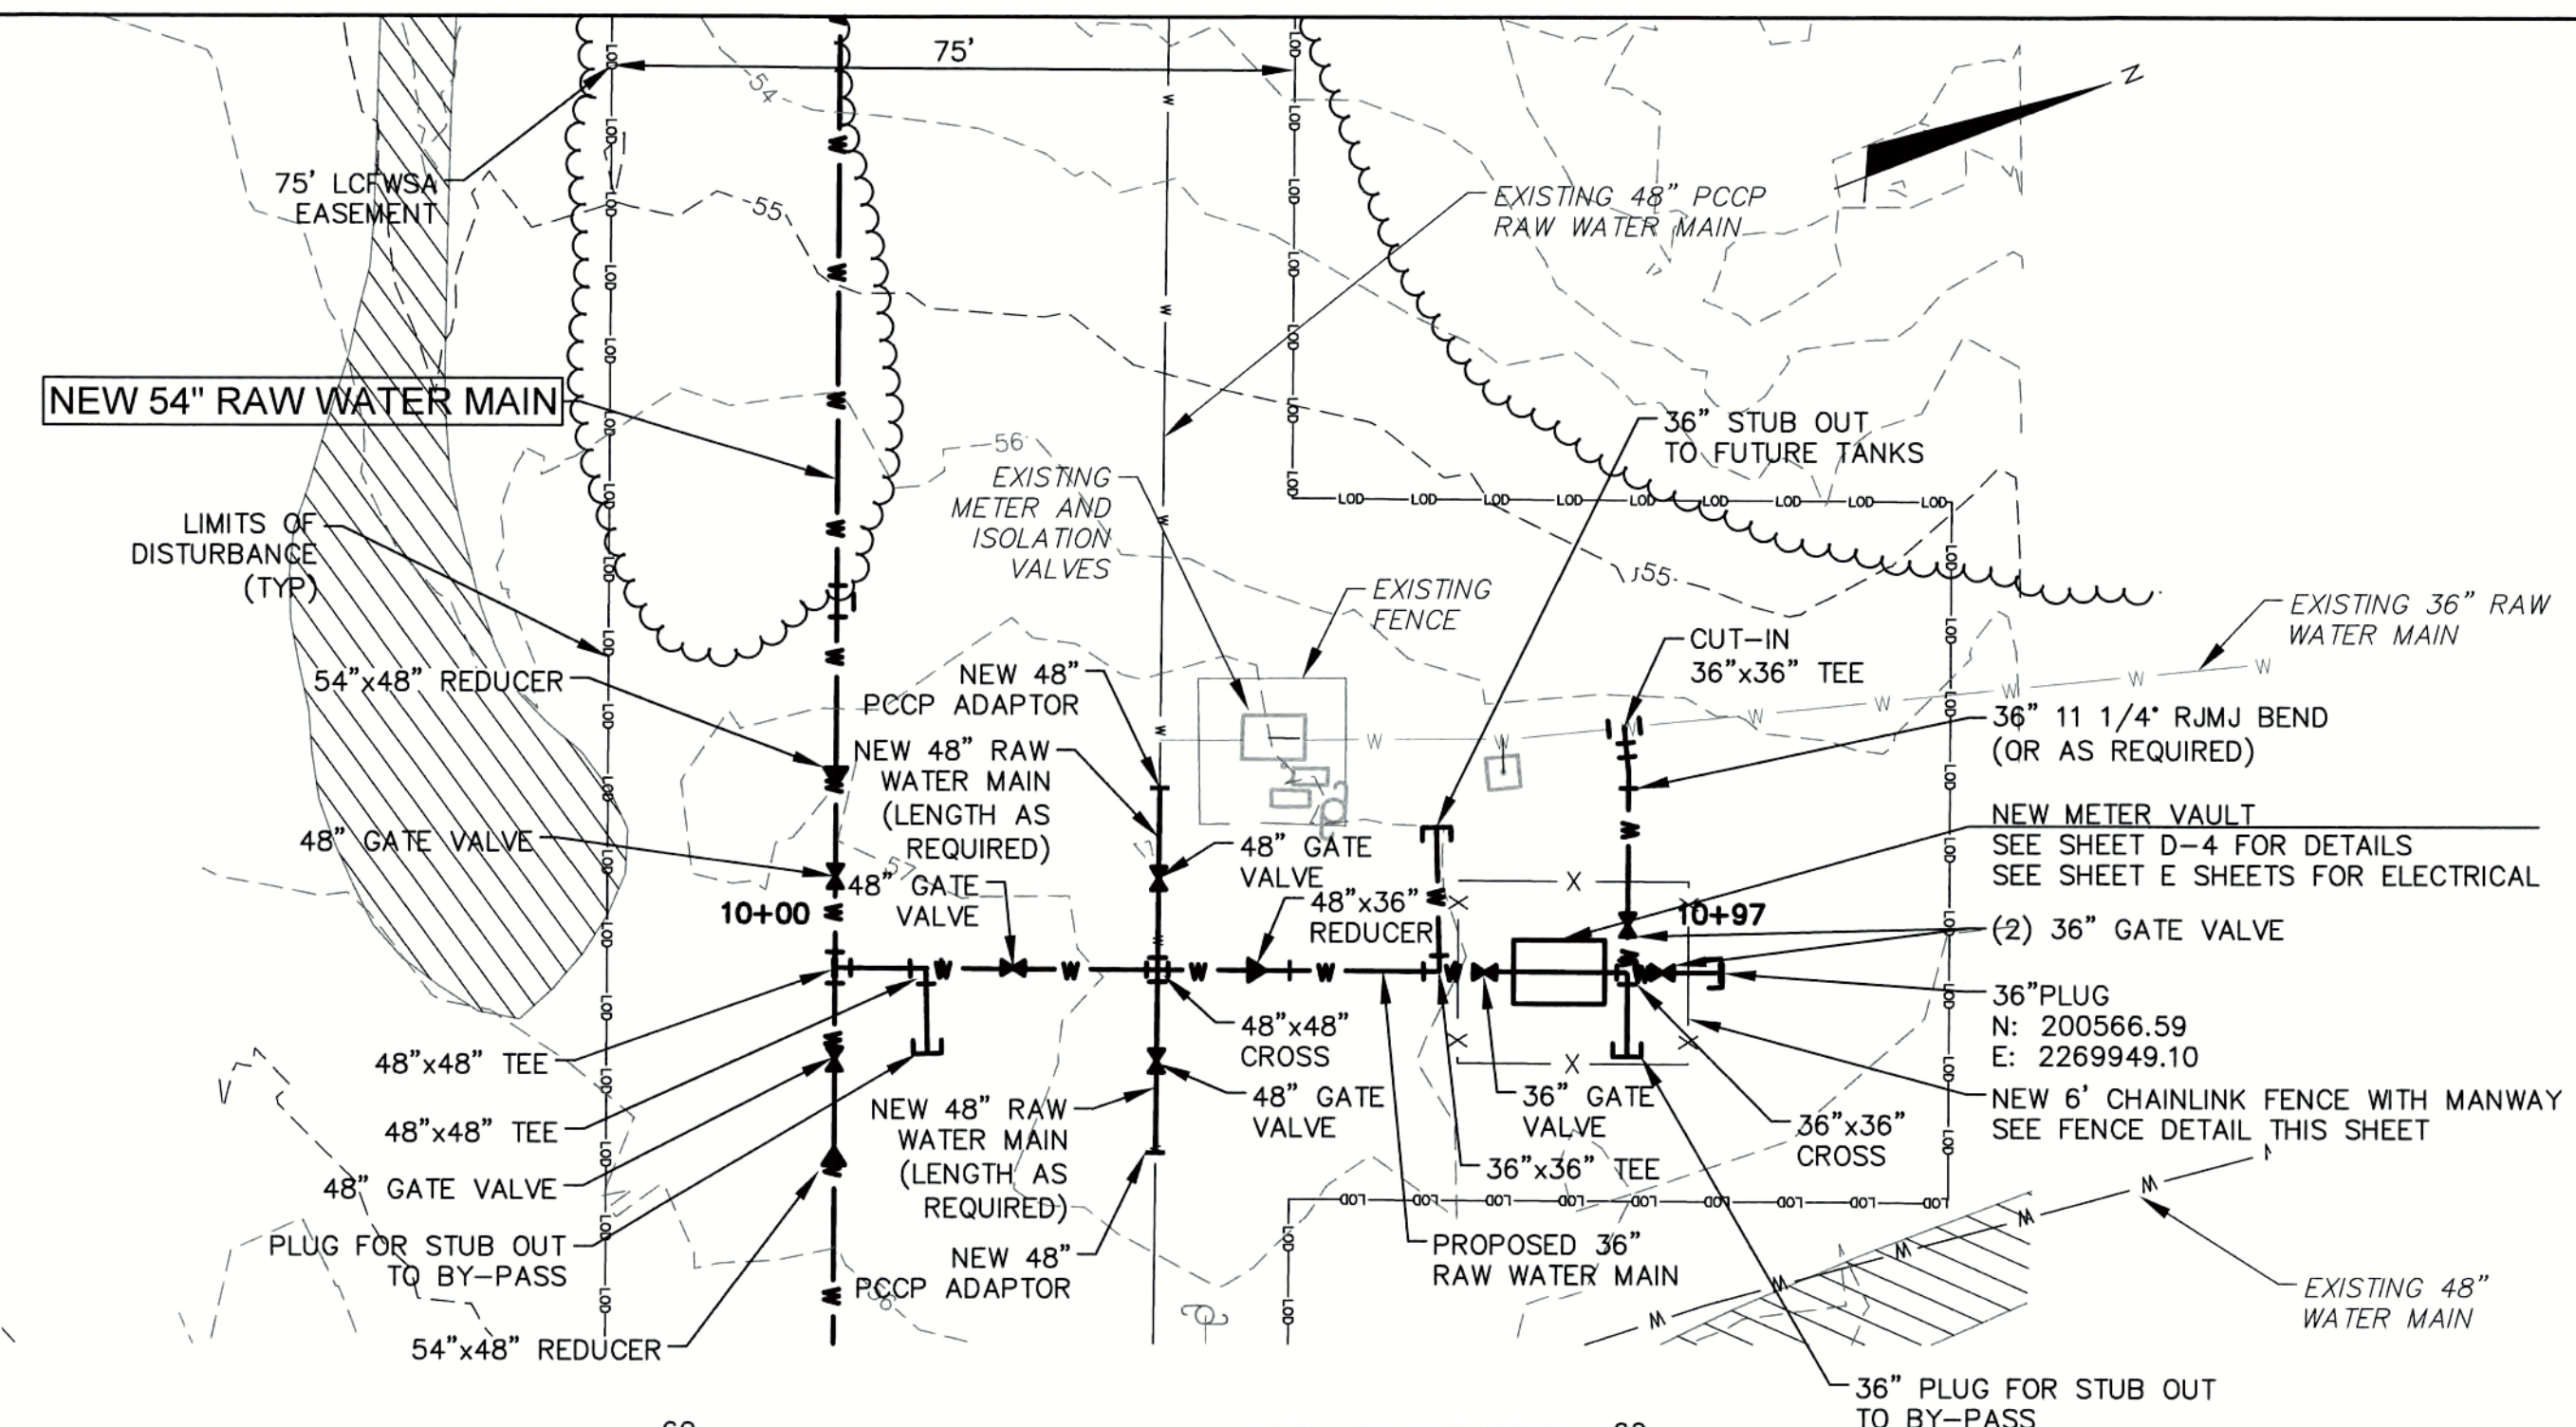 75'
N
54
75' LCFWSA
EASEMENT
55
EXISTING 48" PCCP
RAW WATER MAIN
NEW 54" RAW WATER MAIN
36" STUB OUT
TO FUTURE TANKS
56
EXISTING
METER AND
ISOLATION
VALVES
LIMITS OF
DISTURBANCE
(TYP)
55
EXISTING
FENCE
EXISTING 36" RAW
WATER MAIN
CUT-IN
36"x36" TEE
54"x48" REDUCER
NEW 48"
PCCP ADAPTOR
36" 11 1/4° RJMJ BEND
(OR AS REQUIRED)
NEW 48" RAW
WATER MAIN
(LENGTH AS
REQUIRED)
NEW METER VAULT
SEE SHEET D-4 FOR DETAILS
SEE SHEET E SHEETS FOR ELECTRICAL
48" GATE VALVE
48" GATE
VALVE
57
48" GATE
VALVE
48"x36"
REDUCER
10+00
10+97
(2) 36" GATE VALVE
36"PLUG
N: 200566.59
E: 2269949.10
48"x48" TEE
48"x48"
CROSS
48"x48" TEE
NEW 48" RAW
WATER MAIN
(LENGTH AS
REQUIRED)
48" GATE
VALVE
36" GATE
VALVE
36"x36"
CROSS
NEW 6' CHAINLINK FENCE WITH MANWAY
SEE FENCE DETAIL THIS SHEET
36"x36" TEE
48" GATE VALVE
PLUG FOR STUB OUT
TO BY-PASS
NEW 48"
PCCP ADAPTOR
PROPOSED 36"
RAW WATER MAIN
56
EXISTING 48"
WATER MAIN
54"x48" REDUCER
36" PLUG FOR STUB OUT
TO BY-PASS
LOD
W
X